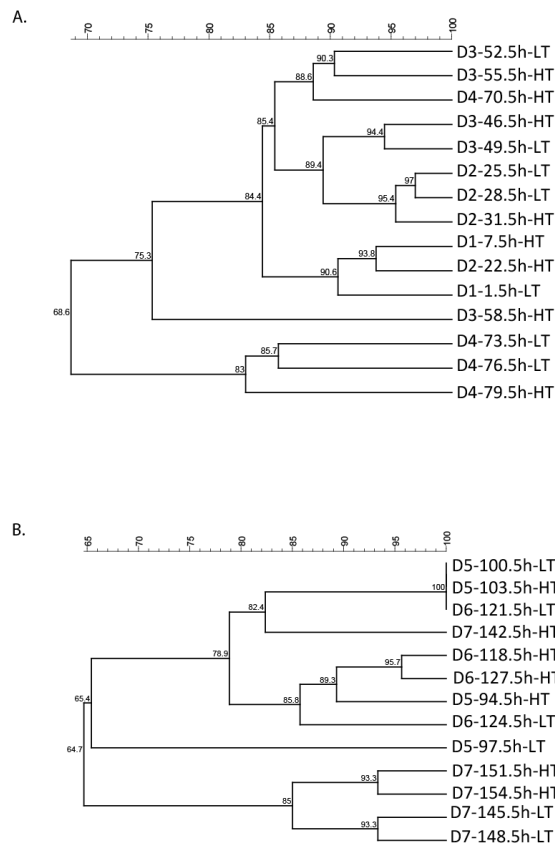 A.
70 75 80 85 90 95 100
D3-52.5h-LT
90.3
D3-55.5h-HT
88.6
D4-70.5h-HT
85.4
D3-46.5h-HT
94.4
D3-49.5h-LT
89.4
D2-25.5h-LT
97
D2-28.5h-LT
95.4
84.4
D2-31.5h-HT
D1-7.5h-HT
93.8
D2-22.5h-HT
90.6
75.3
D1-1.5h-LT
68.6
D3-58.5h-HT
D4-73.5h-LT
85.7
D4-76.5h-LT
83
D4-79.5h-HT
B.
65 70 75 80 85 90 95 100
D5-100.5h-LT
100
D5-103.5h-HT
82.4
D6-121.5h-LT
D7-142.5h-HT
78.9
D6-118.5h-HT
95.7
D6-127.5h-HT
89.3
D5-94.5h-HT
85.8
65.4
D6-124.5h-LT
64.7
D5-97.5h-LT
D7-151.5h-HT
93.3
D7-154.5h-HT
85
D7-145.5h-LT
93.3
D7-148.5h-LT